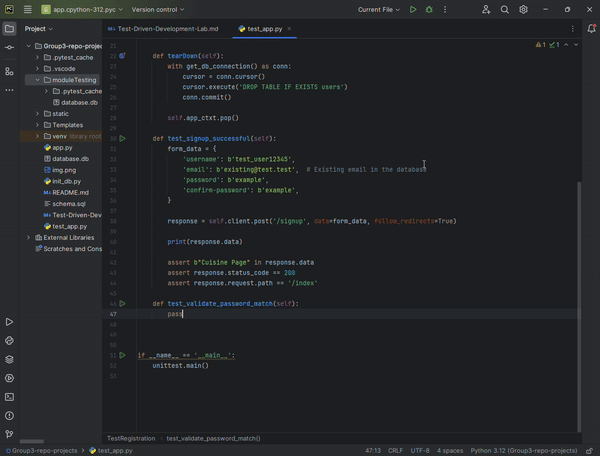 PC
app.cpython-312.pyc
Version control
Current File
Project
Test-Driven-Development-Lab.md
test_app.py
Group3-repo-projec
.pytest_cache
.vscode
moduleTesting
.pytest_cache
database.db
static
Templates
venv library root
app.py
database.db
img.png
init_db.py
README.md
schema.sql
Test-Driven-Dev
test_app.py
External Libraries
Scratches and Cons
1 1
21
22 def tearDown(self):
23 with get_db_connection() as conn:
24 cursor = conn.cursor()
25 cursor.execute('DROP TABLE IF EXISTS users')
26 conn.commit()
27
28 self.app_ctxt.pop()
29
30 def test_signup_successful(self):
31 form_data = {
32 'username': b'test_user12345',
33 'email': b'existing@test.test', # Existing email in the database
34 'password': b'example',
35 'confirm-password': b'example',
36 }
37
38 response = self.client.post('/signup', data=form_data, follow_redirects=True)
39
40 print(response.data)
41
42 assert b"Cuisine Page" in response.data
43 assert response.status_code == 200
44 assert response.request.path == '/index'
45
46 def test_validate_password_match(self):
47 pass
48
49
50
51 if __name__ == '__main__':
52 unittest.main()
53
TestRegistration test_validate_password_match()
Group3-repo-projects test_app.py 47:13 CRLF UTF-8 4 spaces Python 3.12 (Group3-repo-projects)